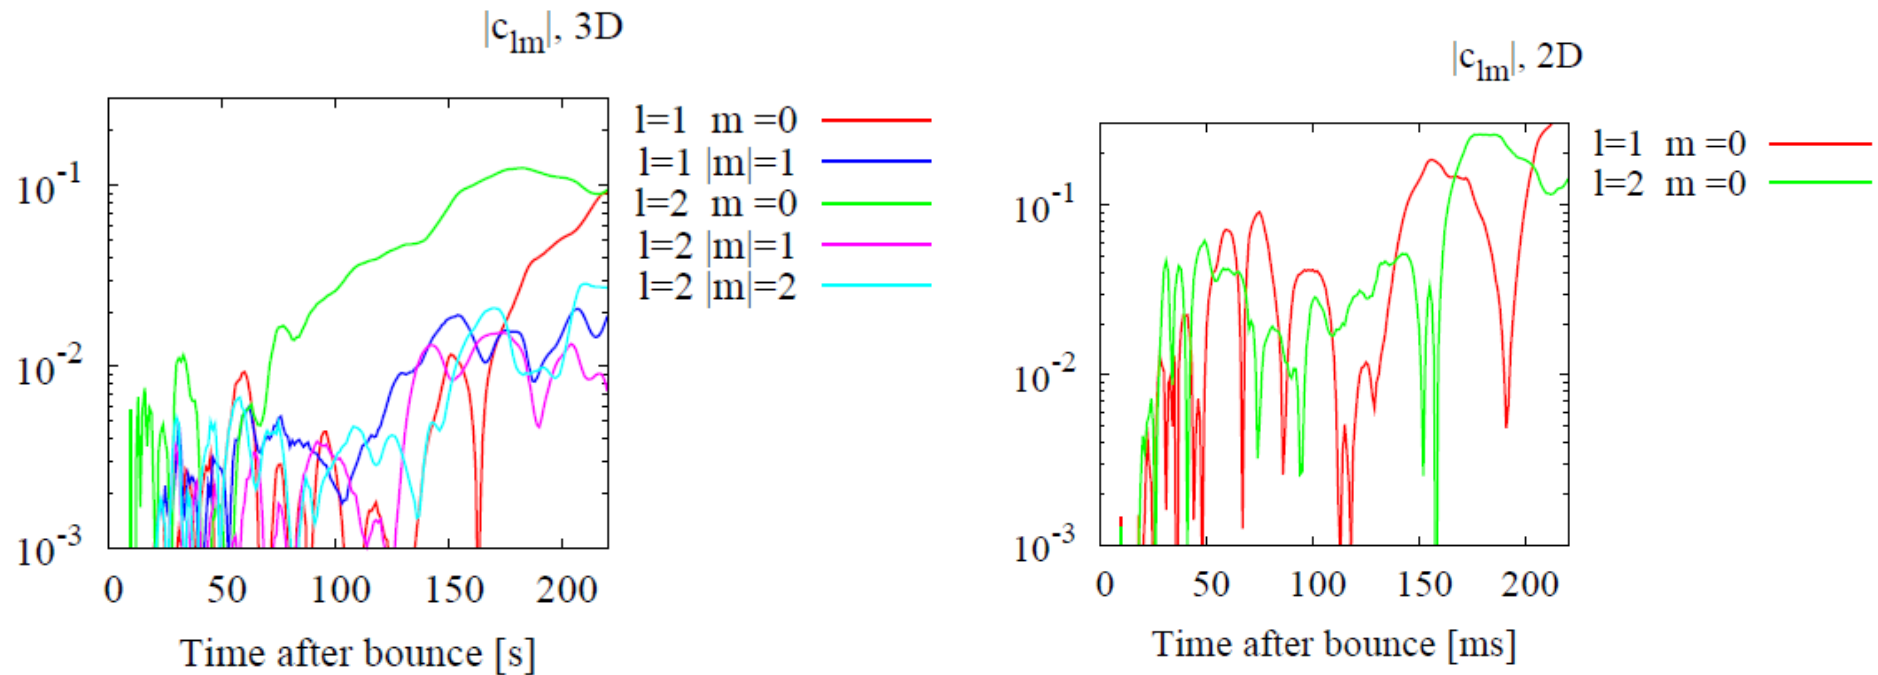 |c_lm|, 3D
10^-1
10^-2
10^-3
0 50 100 150 200
Time after bounce [s]
l=1 m =0
l=1 |m|=1
l=2 m =0
l=2 |m|=1
l=2 |m|=2
|c_lm|, 2D
10^-1
10^-2
10^-3
0 50 100 150 200
Time after bounce [ms]
l=1 m =0
l=2 m =0